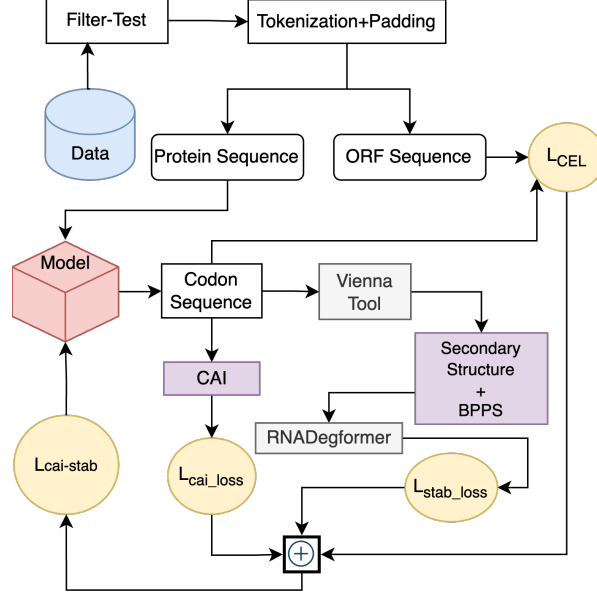 Filter-Test
Tokenization+Padding
Data
Protein Sequence
ORF Sequence
LCEL
Model
Codon
Sequence
Vienna
Tool
CAI
Secondary
Structure
+
BPPS
RNADegformer
Lcai-stab
Lcai_loss
Lstab_loss
+